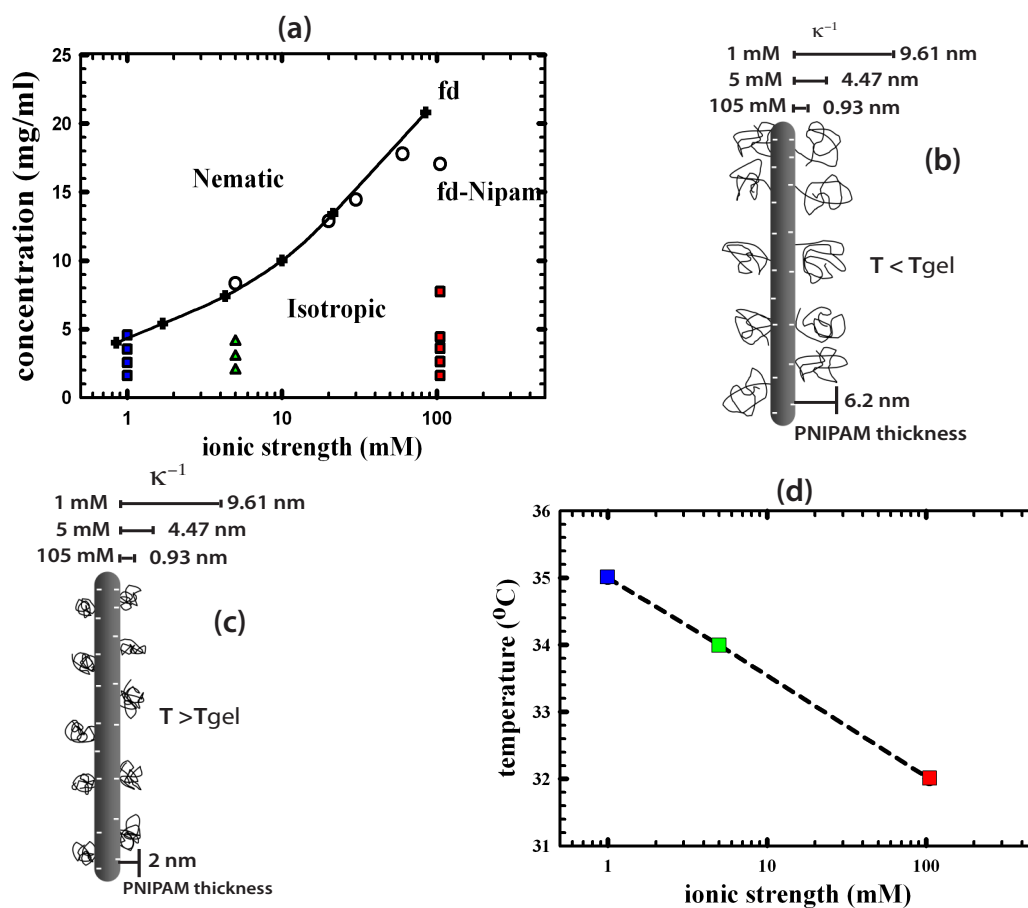 (a)
concentration (mg/ml)
25
20
15
10
5
0
fd
Nematic
fd-Nipam
Isotropic
1
10
100
ionic strength (mM)
κ⁻¹
1 mM 9.61 nm
5 mM 4.47 nm
105 mM 0.93 nm
(b)
T < Tgel
6.2 nm
PNIPAM thickness
κ⁻¹
1 mM 9.61 nm
5 mM 4.47 nm
105 mM 0.93 nm
(c)
T >Tgel
2 nm
PNIPAM thickness
(d)
temperature (⁰C)
36
35
34
33
32
31
1
10
100
ionic strength (mM)